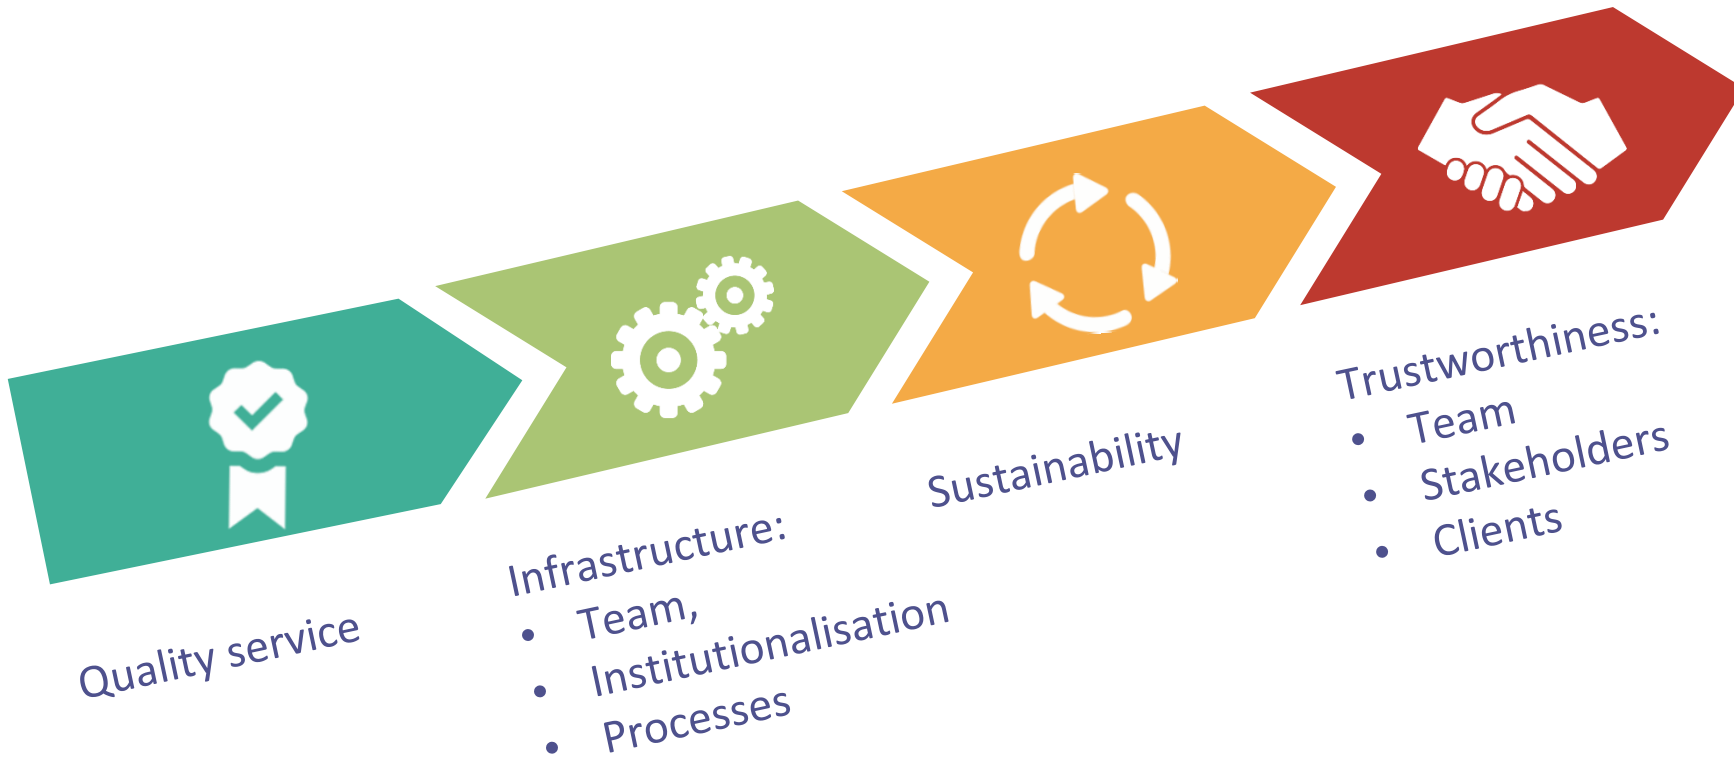 Quality service
Infrastructure:
• Team,
• Institutionalisation
• Processes
Sustainability
Trustworthiness:
• Team
• Stakeholders
• Clients